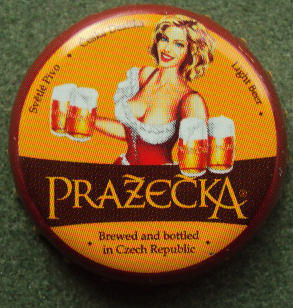 Světlé Pivo
Light Beer
PRAŽEČKA®
Brewed and bottled
in Czech Republic